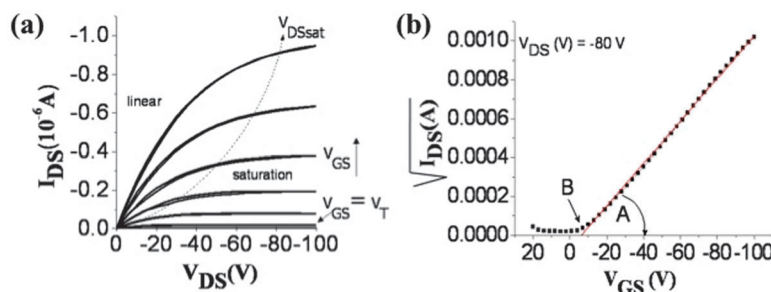 (a)
-1.0
-0.8
-0.6
-0.4
-0.2
0.0
I_DS(10^-6 A)
V_DSsat
linear
V_GS
saturation
V_GS = V_T
0 -20 -40 -60 -80 -100
V_DS(V)
(b)
V_DS (V) = -80 V
0.0010
0.0008
0.0006
0.0004
0.0002
0.0000
√I_DS(A)
B
A
20 0 -20 -40 -60 -80 -100
V_GS(V)